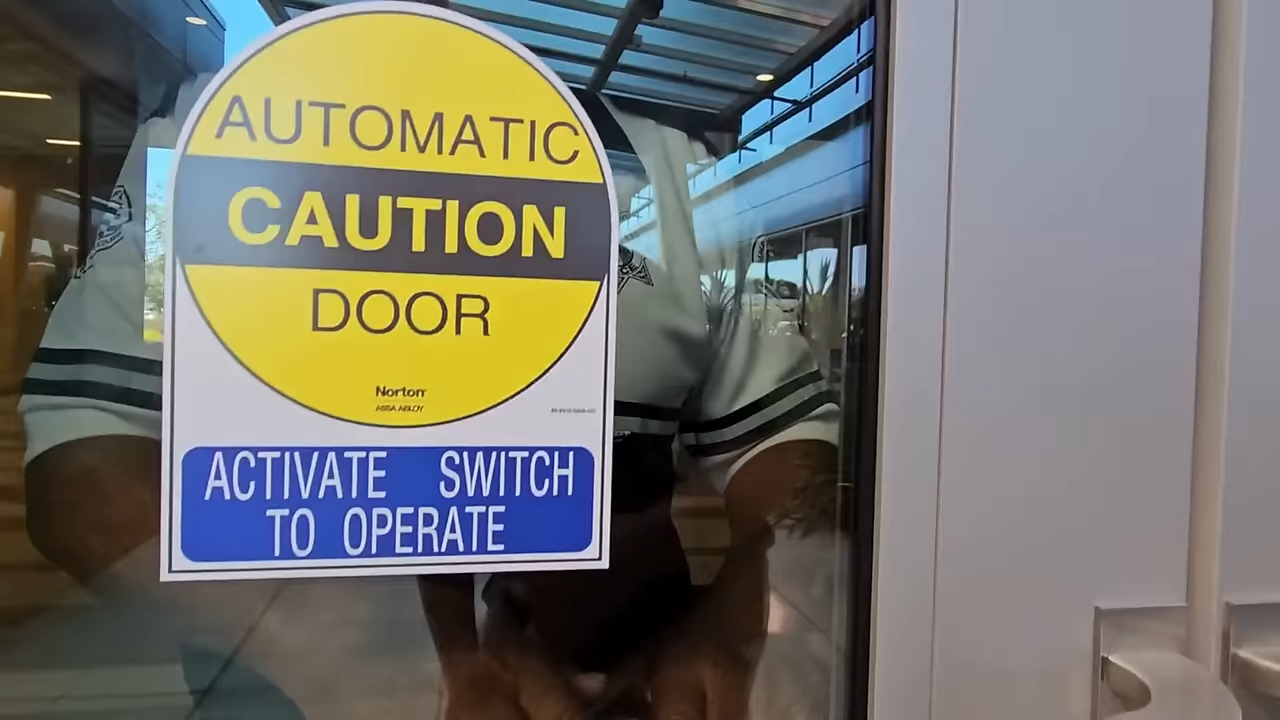 AUTOMATIC
CAUTION
DOOR
Norton
ASSA ABLOY
ACTIVATE SWITCH
TO OPERATE